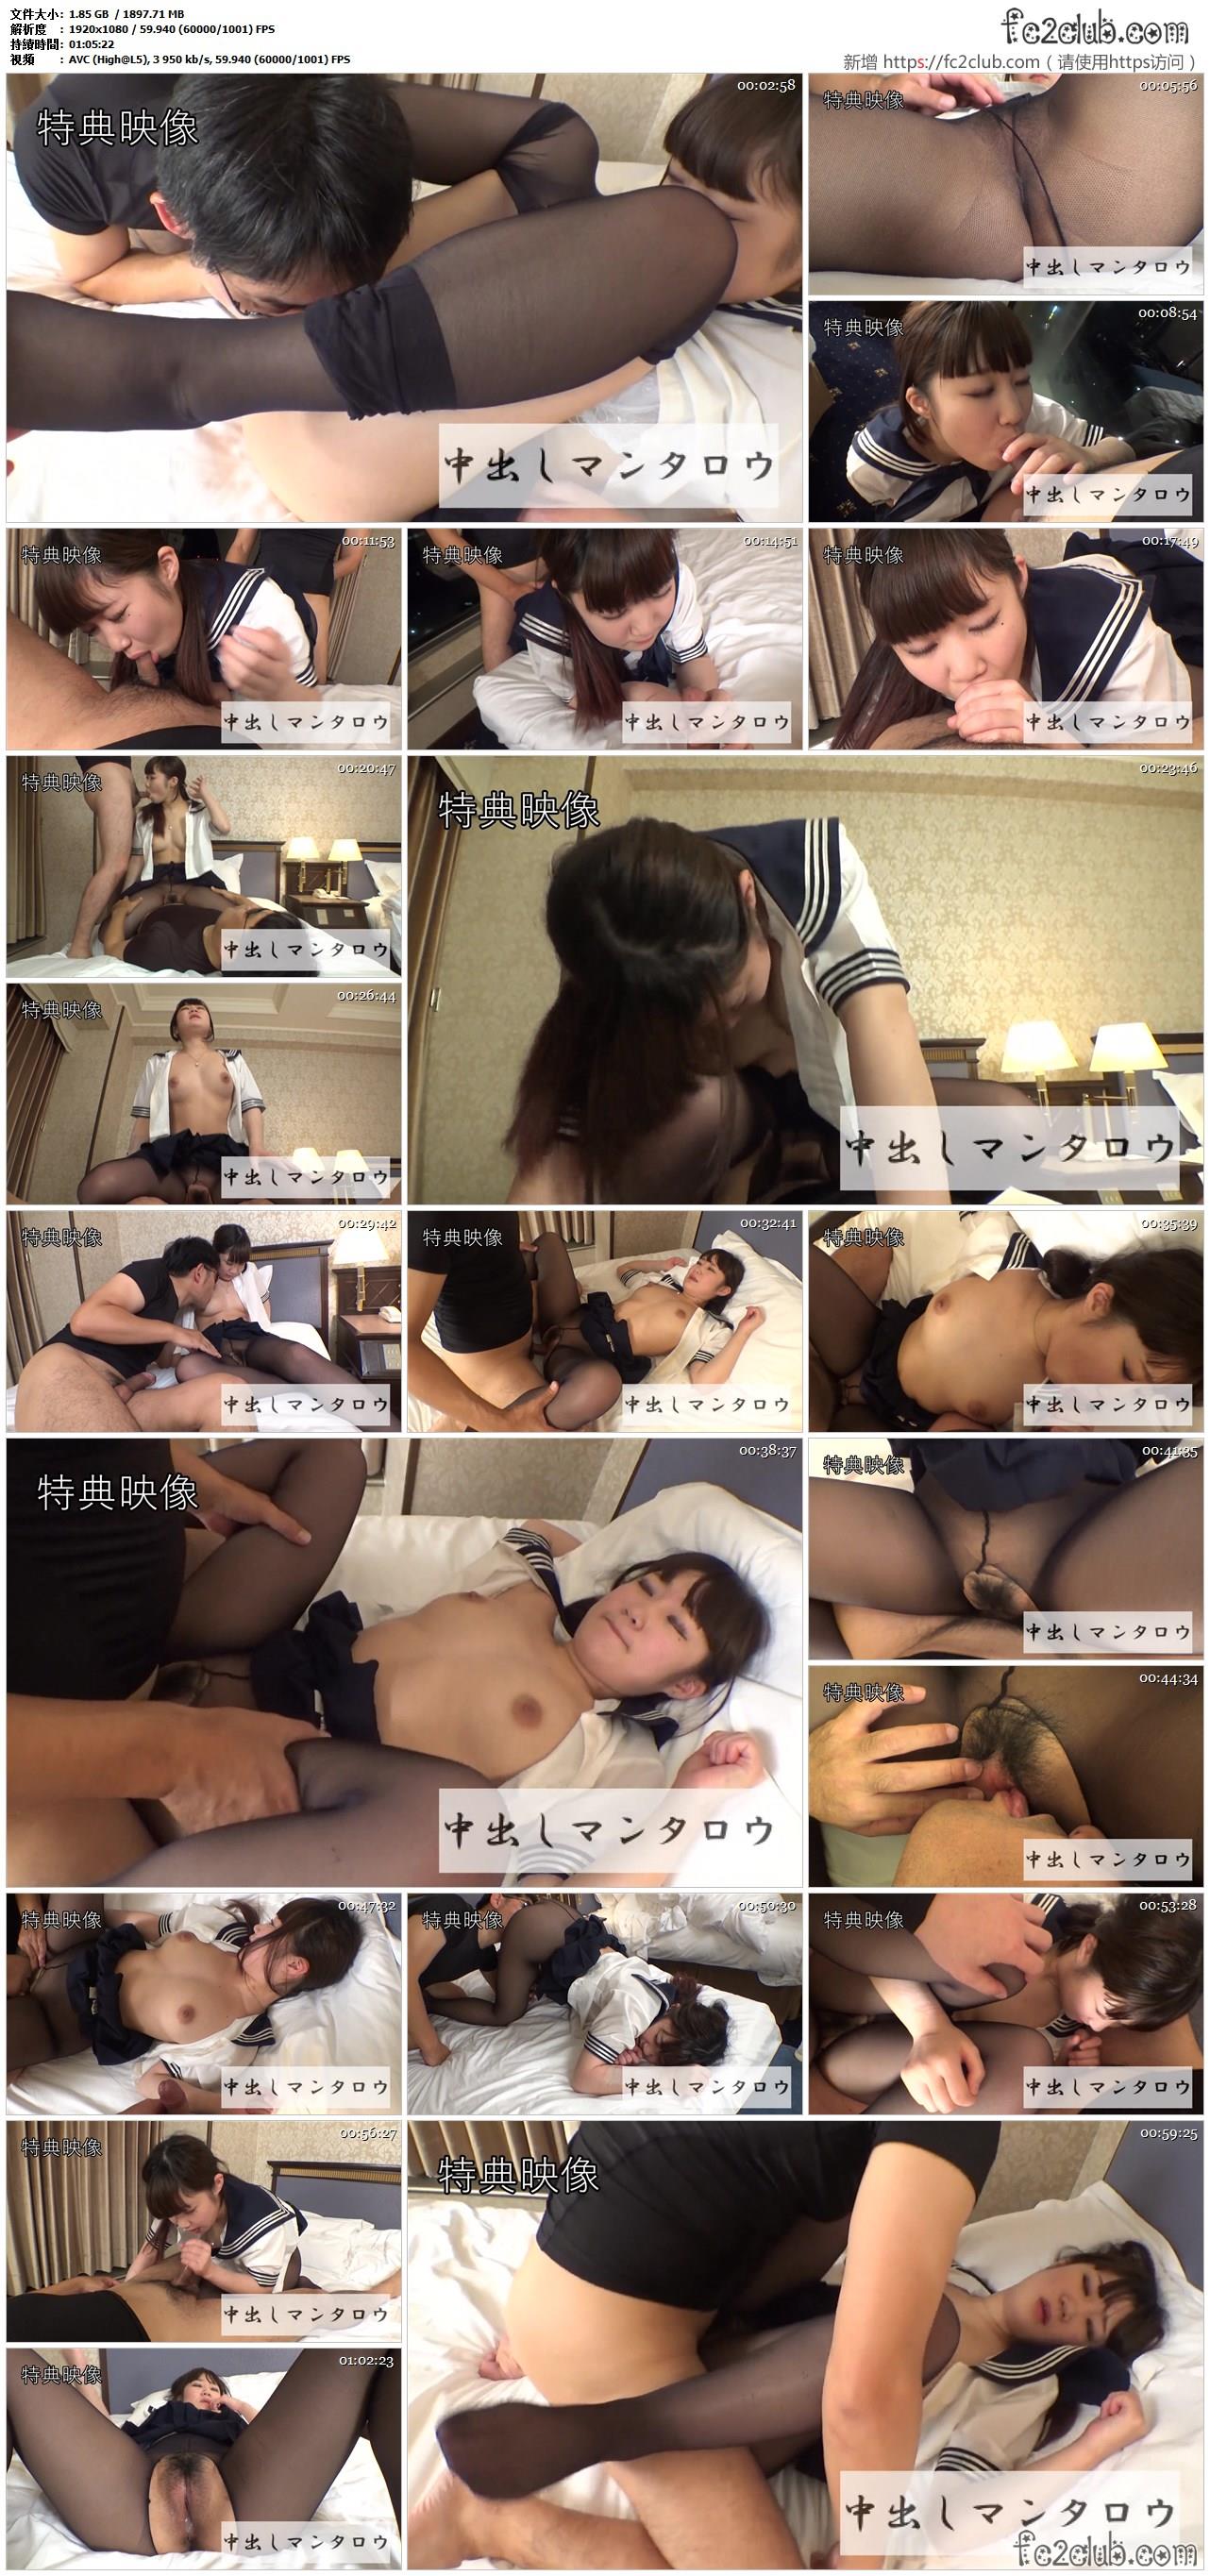 文件大小: 1.85 GB / 1897.71 MB
解析度 : 1920x1080 / 59.940 (60000/1001) FPS
持續時間: 01:05:22
視頻 : AVC (High@L5), 3 950 kb/s, 59.940 (60000/1001) FPS
fc2club.com
新增 https://fc2club.com ( 请使用https访问 )
特典映像
00:02:58
中出しマンタロウ
特典映像
00:05:56
中出しマンタロウ
特典映像
00:08:54
中出しマンタロウ
特典映像
00:11:53
中出しマンタロウ
特典映像
00:14:51
中出しマンタロウ
特典映像
00:17:49
中出しマンタロウ
特典映像
00:20:47
中出しマンタロウ
特典映像
00:23:46
中出しマンタロウ
特典映像
00:26:44
中出しマンタロウ
特典映像
00:29:42
中出しマンタロウ
特典映像
00:32:41
中出しマンタロウ
特典映像
00:35:39
中出しマンタロウ
特典映像
00:38:37
中出しマンタロウ
特典映像
00:41:35
中出しマンタロウ
特典映像
00:44:34
中出しマンタロウ
特典映像
00:47:32
中出しマンタロウ
特典映像
00:50:30
中出しマンタロウ
特典映像
00:53:28
中出しマンタロウ
特典映像
00:56:27
中出しマンタロウ
特典映像
00:59:25
中出しマンタロウ
特典映像
01:02:23
中出しマンタロウ
fc2club.com